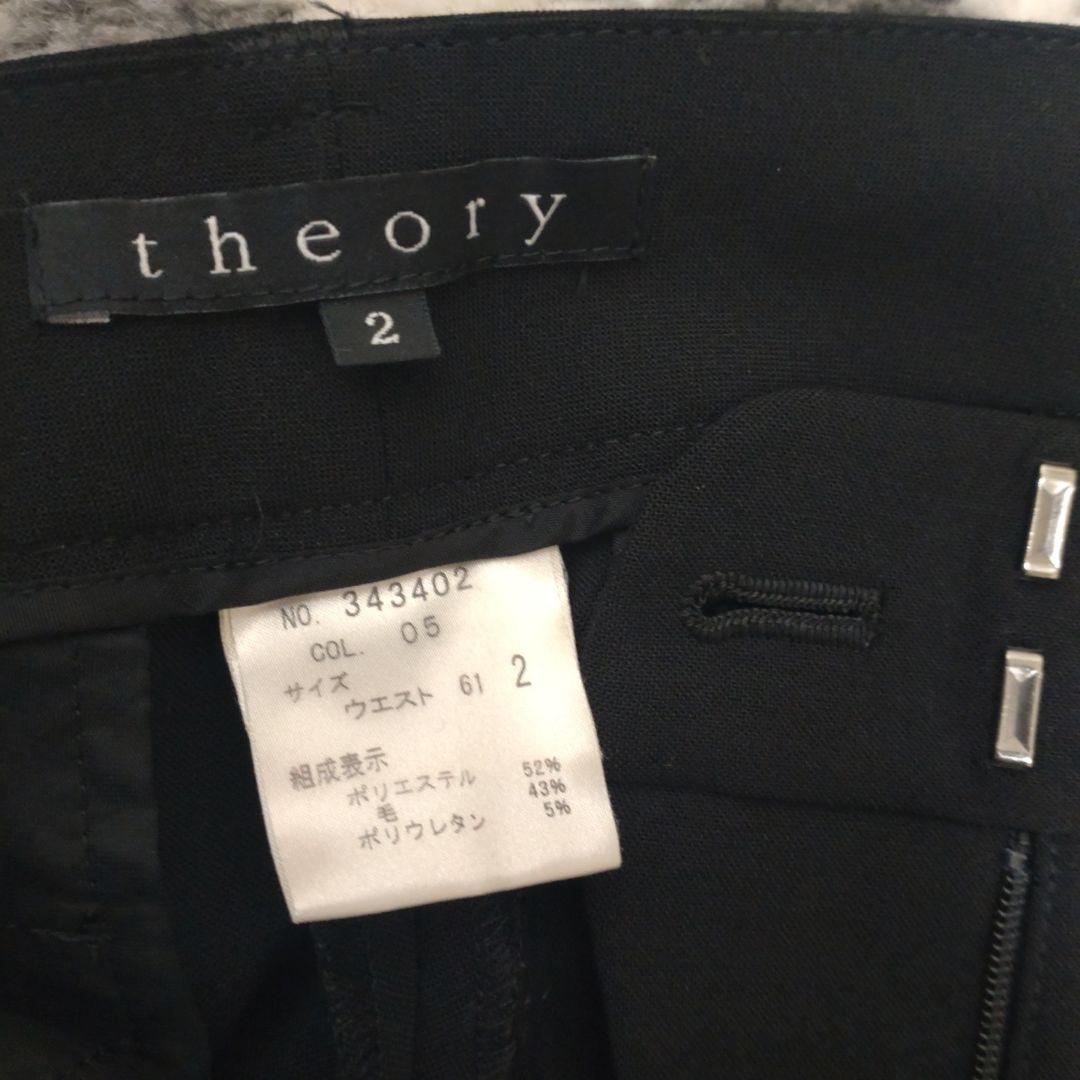 theory
2
NO. 343402
COL. 05
サイズ 2
ウエスト 61
組成表示
ポリエステル 52%
毛 43%
ポリウレタン 5%